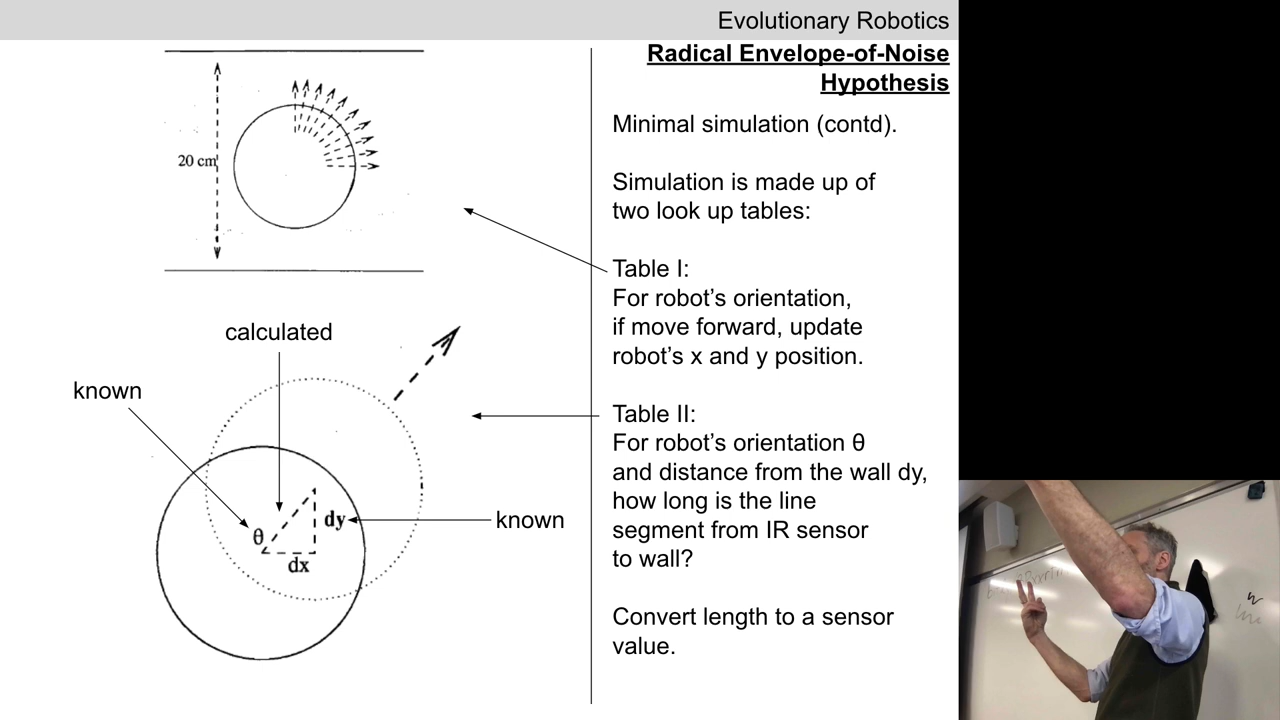 Evolutionary Robotics
Radical Envelope-of-Noise
Hypothesis
Minimal simulation (contd).
Simulation is made up of
two look up tables:
Table I:
For robot’s orientation,
if move forward, update
robot’s x and y position.
Table II:
For robot’s orientation θ
and distance from the wall dy,
how long is the line
segment from IR sensor
to wall?
Convert length to a sensor
value.
20 cm
calculated
known
θ
dy
dx
known